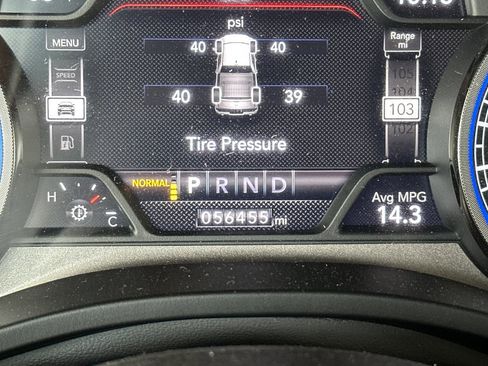 psi
MENU
40 40
Range
mi
SPEED
105
104
40 39
103
102
Tire Pressure
NORMAL P R N D
H
C
056455 mi
Avg MPG
14.3